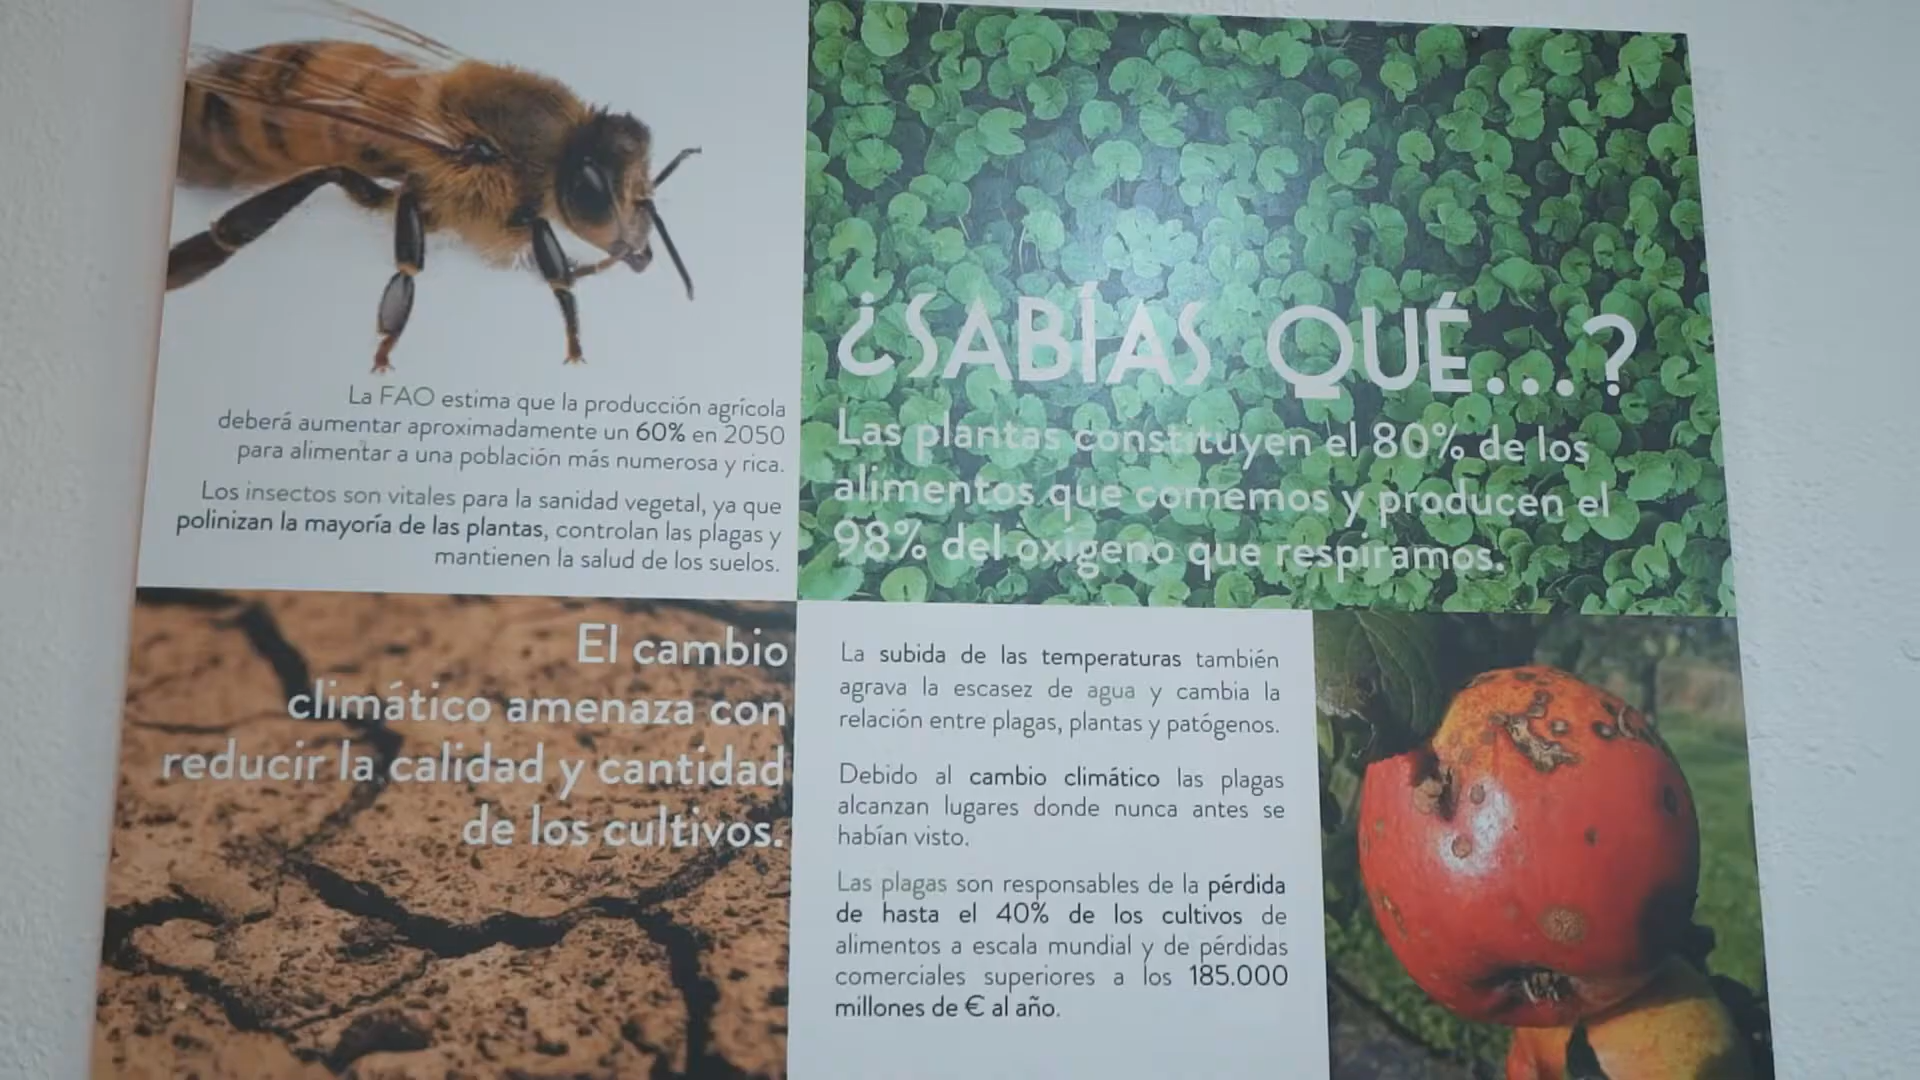 La FAO estima que la producción agrícola
deberá aumentar aproximadamente un 60% en 2050
para alimentar a una población más numerosa y rica.
Los insectos son vitales para la sanidad vegetal, ya que
polinizan la mayoría de las plantas, controlan las plagas y
mantienen la salud de los suelos.
¿SABÍAS QUÉ...?
Las plantas constituyen el 80% de los
alimentos que comemos y producen el
98% del oxígeno que respiramos.
El cambio
climático amenaza con
reducir la calidad y cantidad
de los cultivos.
La subida de las temperaturas también
agrava la escasez de agua y cambia la
relación entre plagas, plantas y patógenos.
Debido al cambio climático las plagas
alcanzan lugares donde nunca antes se
habían visto.
Las plagas son responsables de la pérdida
de hasta el 40% de los cultivos de
alimentos a escala mundial y de pérdidas
comerciales superiores a los 185.000
millones de € al año.